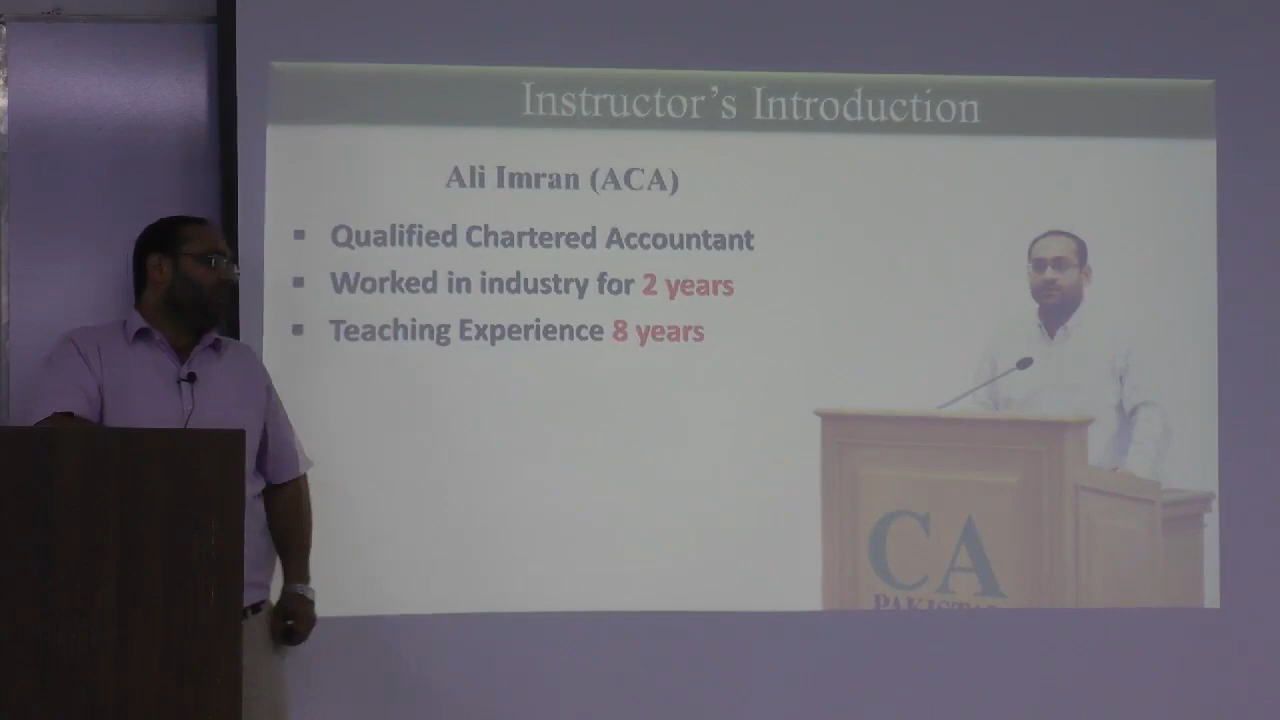 Instructor's Introduction
Ali Imran (ACA)
▪ Qualified Chartered Accountant
▪ Worked in industry for 2 years
▪ Teaching Experience 8 years
CA